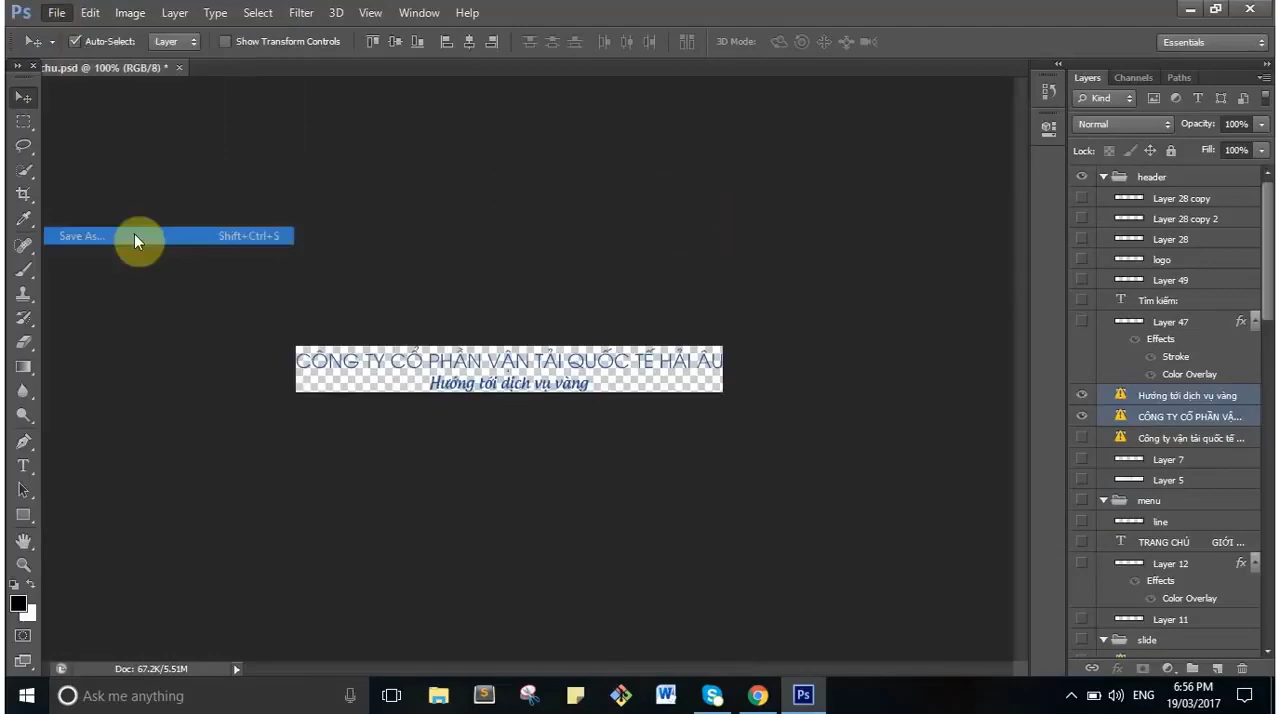 Ps File Edit Image Layer Type Select Filter 3D View Window Help
Auto-Select: Layer Show Transform Controls 3D Mode: Essentials
chu.psd @ 100% (RGB/8) *
Layers Channels Paths
Kind
Normal Opacity: 100%
Lock: Fill: 100%
header
Layer 28 copy
Layer 28 copy 2
Save As... Shift+Ctrl+S
Layer 28
logo
Layer 49
Tìm kiếm:
Layer 47 fx
Effects
Stroke
Color Overlay
CÔNG TY CỔ PHẦN VẬN TẢI QUỐC TẾ HẢI ÂU
Hướng tới dịch vụ vàng
Hướng tới dịch vụ vàng
CÔNG TY CỔ PHẦN VẬ...
Công ty vận tải quốc tế ...
Layer 7
Layer 5
menu
line
TRANG CHỦ GIỚI ...
Layer 12 fx
Effects
Color Overlay
Layer 11
slide
Doc: 67.2K/5.51M
Ask me anything
ENG
6:56 PM
19/03/2017